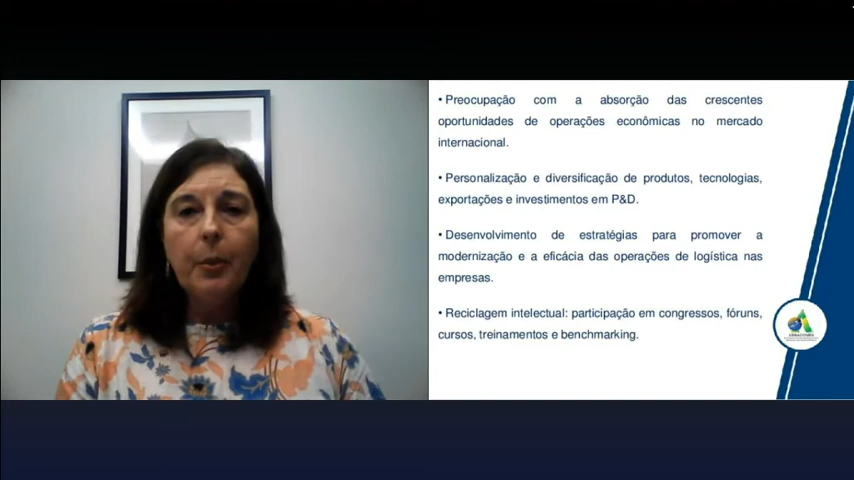 • Preocupação com a absorção das crescentes
oportunidades de operações econômicas no mercado
internacional.
• Personalização e diversificação de produtos, tecnologias,
exportações e investimentos em P&D.
• Desenvolvimento de estratégias para promover a
modernização e a eficácia das operações de logística nas
empresas.
• Reciclagem intelectual: participação em congressos, fóruns,
cursos, treinamentos e benchmarking.